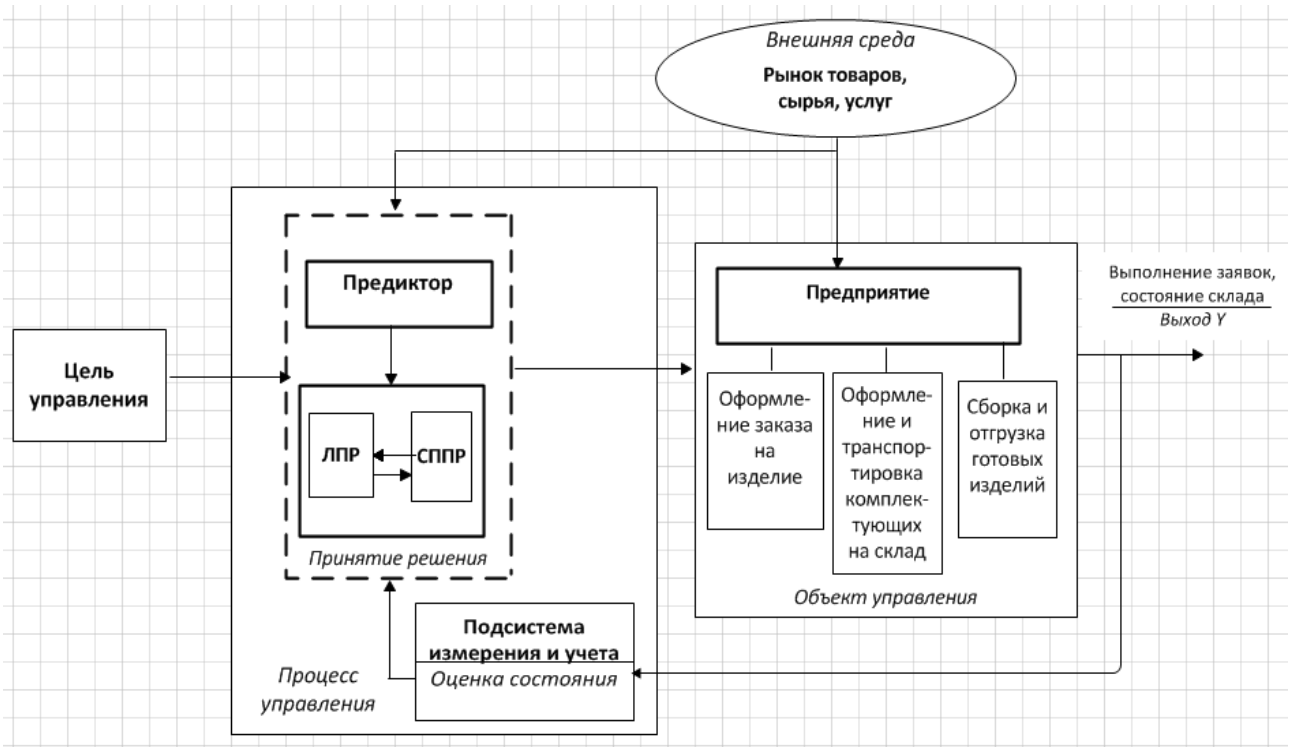 Внешняя среда
Рынок товаров,
сырья, услуг
Предиктор
Предприятие
Выполнение заявок,
состояние склада
Выход Y
Цель
управления
ЛПР
СППР
Принятие решения
Оформле-
ние заказа
на
изделие
Оформле-
ние и
транспор-
тировка
комплек-
тующих
на склад
Сборка и
отгрузка
готовых
изделий
Объект управления
Подсистема
измерения и учета
Оценка состояния
Процесс
управления